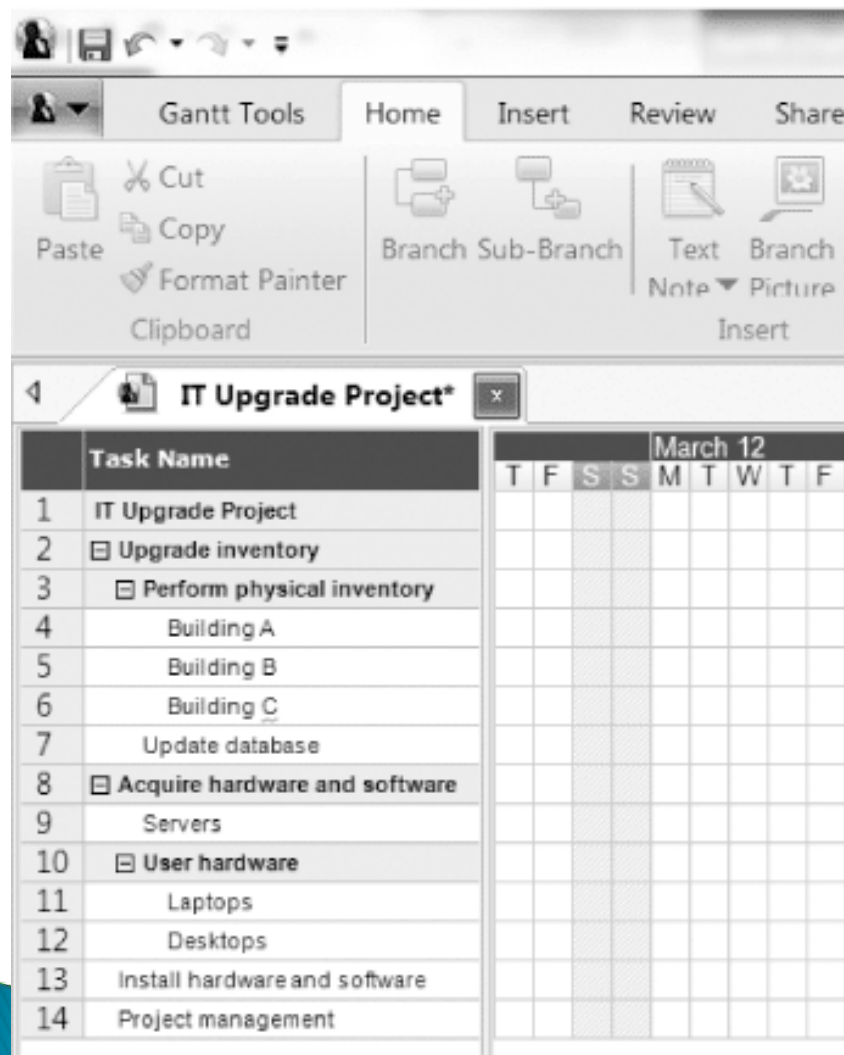 Gantt Tools Home Insert Review Share
Paste
Cut
Copy
Format Painter
Clipboard
Branch Sub-Branch
Text Note
Branch Picture
Insert
IT Upgrade Project*
Task Name
March 12
T F S S M T W T F
1 IT Upgrade Project
2 Upgrade inventory
3 Perform physical inventory
4 Building A
5 Building B
6 Building C
7 Update database
8 Acquire hardware and software
9 Servers
10 User hardware
11 Laptops
12 Desktops
13 Install hardware and software
14 Project management